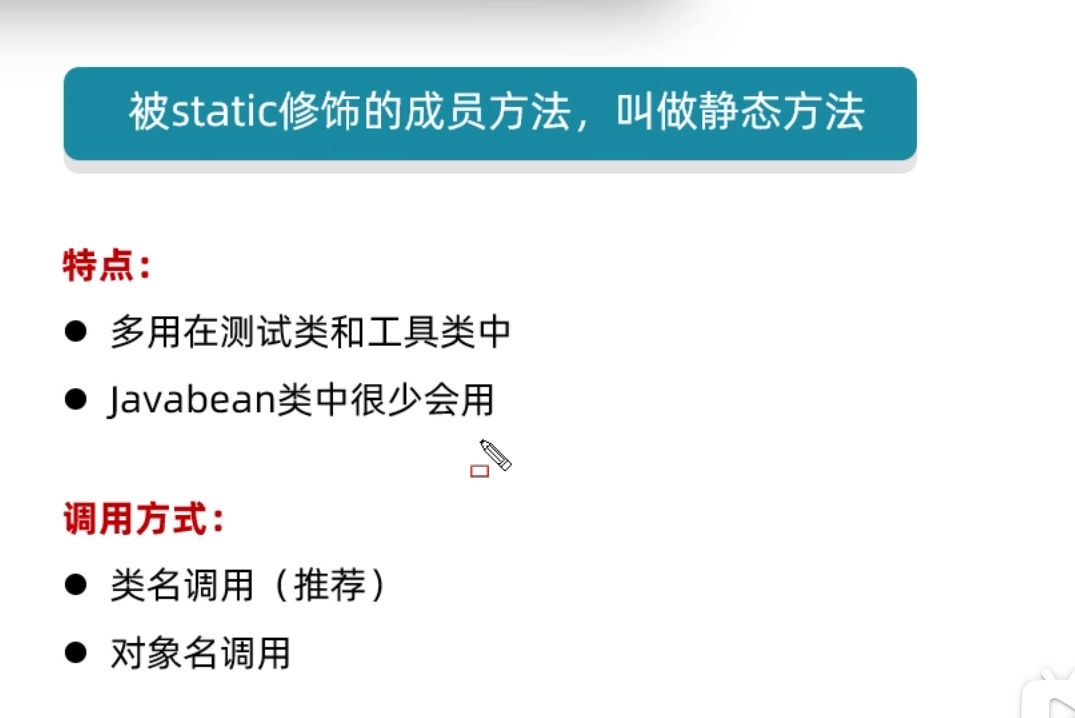 被static修饰的成员方法，叫做静态方法
特点：
● 多用在测试类和工具类中
● Javabean类中很少会用
调用方式：
● 类名调用（推荐）
● 对象名调用